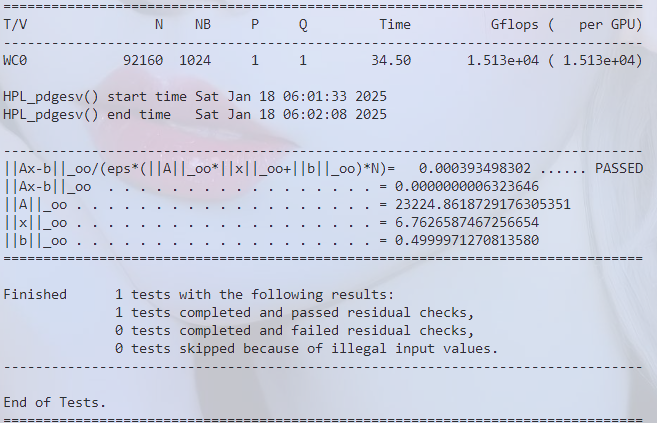 ================================================================================
T/V                N    NB     P     Q         Time          Gflops (   per GPU)
--------------------------------------------------------------------------------
WC0            92160  1024     1     1        34.50       1.513e+04 ( 1.513e+04)

HPL_pdgesv() start time Sat Jan 18 06:01:33 2025
HPL_pdgesv() end time   Sat Jan 18 06:02:08 2025

--------------------------------------------------------------------------------
||Ax-b||_oo/(eps*(||A||_oo*||x||_oo+||b||_oo)*N)=   0.000393498302 ...... PASSED
||Ax-b||_oo  . . . . . . . . . . . . . . . . . = 0.0000000006323646
||A||_oo . . . . . . . . . . . . . . . . . . . = 23224.8618729176305351
||x||_oo . . . . . . . . . . . . . . . . . . . = 6.7626587467256654
||b||_oo . . . . . . . . . . . . . . . . . . . = 0.4999971270813580
================================================================================

Finished      1 tests with the following results:
              1 tests completed and passed residual checks,
              0 tests completed and failed residual checks,
              0 tests skipped because of illegal input values.
--------------------------------------------------------------------------------

End of Tests.
================================================================================